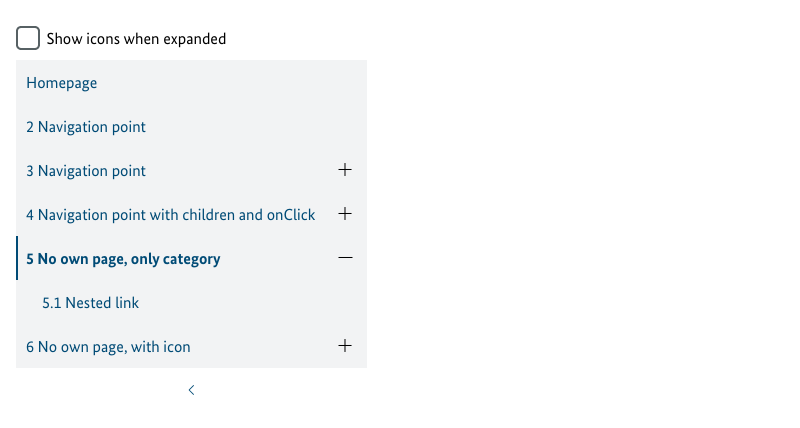 Show icons when expanded
Homepage
2 Navigation point
3 Navigation point
4 Navigation point with children and onClick
5 No own page, only category
5.1 Nested link
6 No own page, with icon